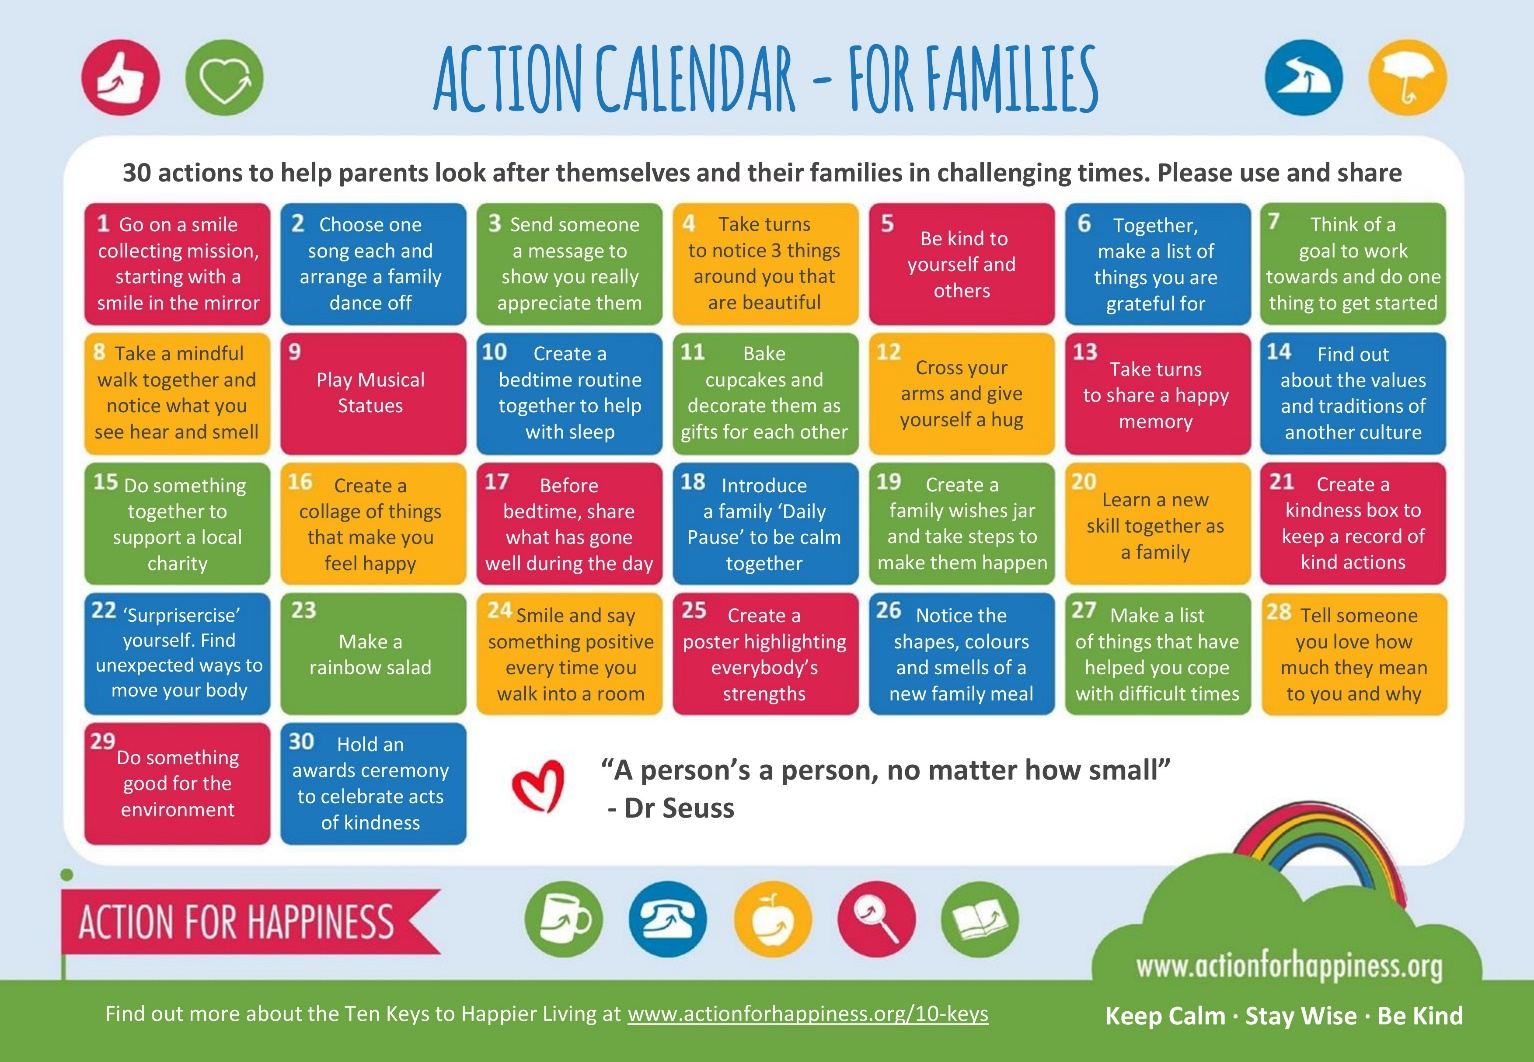 ACTION CALENDAR - FOR FAMILIES
30 actions to help parents look after themselves and their families in challenging times. Please use and share
1 Go on a smile
collecting mission,
starting with a
smile in the mirror
2 Choose one
song each and
arrange a family
dance off
3 Send someone
a message to
show you really
appreciate them
4 Take turns
to notice 3 things
around you that
are beautiful
5
Be kind to
yourself and
others
6 Together,
make a list of
things you are
grateful for
7 Think of a
goal to work
towards and do one
thing to get started
8 Take a mindful
walk together and
notice what you
see hear and smell
9
Play Musical
Statues
10 Create a
bedtime routine
together to help
with sleep
11 Bake
cupcakes and
decorate them as
gifts for each other
12
Cross your
arms and give
yourself a hug
13
Take turns
to share a happy
memory
14 Find out
about the values
and traditions of
another culture
15 Do something
together to
support a local
charity
16 Create a
collage of things
that make you
feel happy
17 Before
bedtime, share
what has gone
well during the day
18 Introduce
a family ‘Daily
Pause’ to be calm
together
19 Create a
family wishes jar
and take steps to
make them happen
20
Learn a new
skill together as
a family
21 Create a
kindness box to
keep a record of
kind actions
22 ‘Surprisercise’
yourself. Find
unexpected ways to
move your body
23
Make a
rainbow salad
24 Smile and say
something positive
every time you
walk into a room
25 Create a
poster highlighting
everybody’s
strengths
26 Notice the
shapes, colours
and smells of a
new family meal
27 Make a list
of things that have
helped you cope
with difficult times
28 Tell someone
you love how
much they mean
to you and why
29
Do something
good for the
environment
30 Hold an
awards ceremony
to celebrate acts
of kindness
“A person’s a person, no matter how small”
- Dr Seuss
ACTION FOR HAPPINESS
www.actionforhappiness.org
Find out more about the Ten Keys to Happier Living at www.actionforhappiness.org/10-keys
Keep Calm · Stay Wise · Be Kind